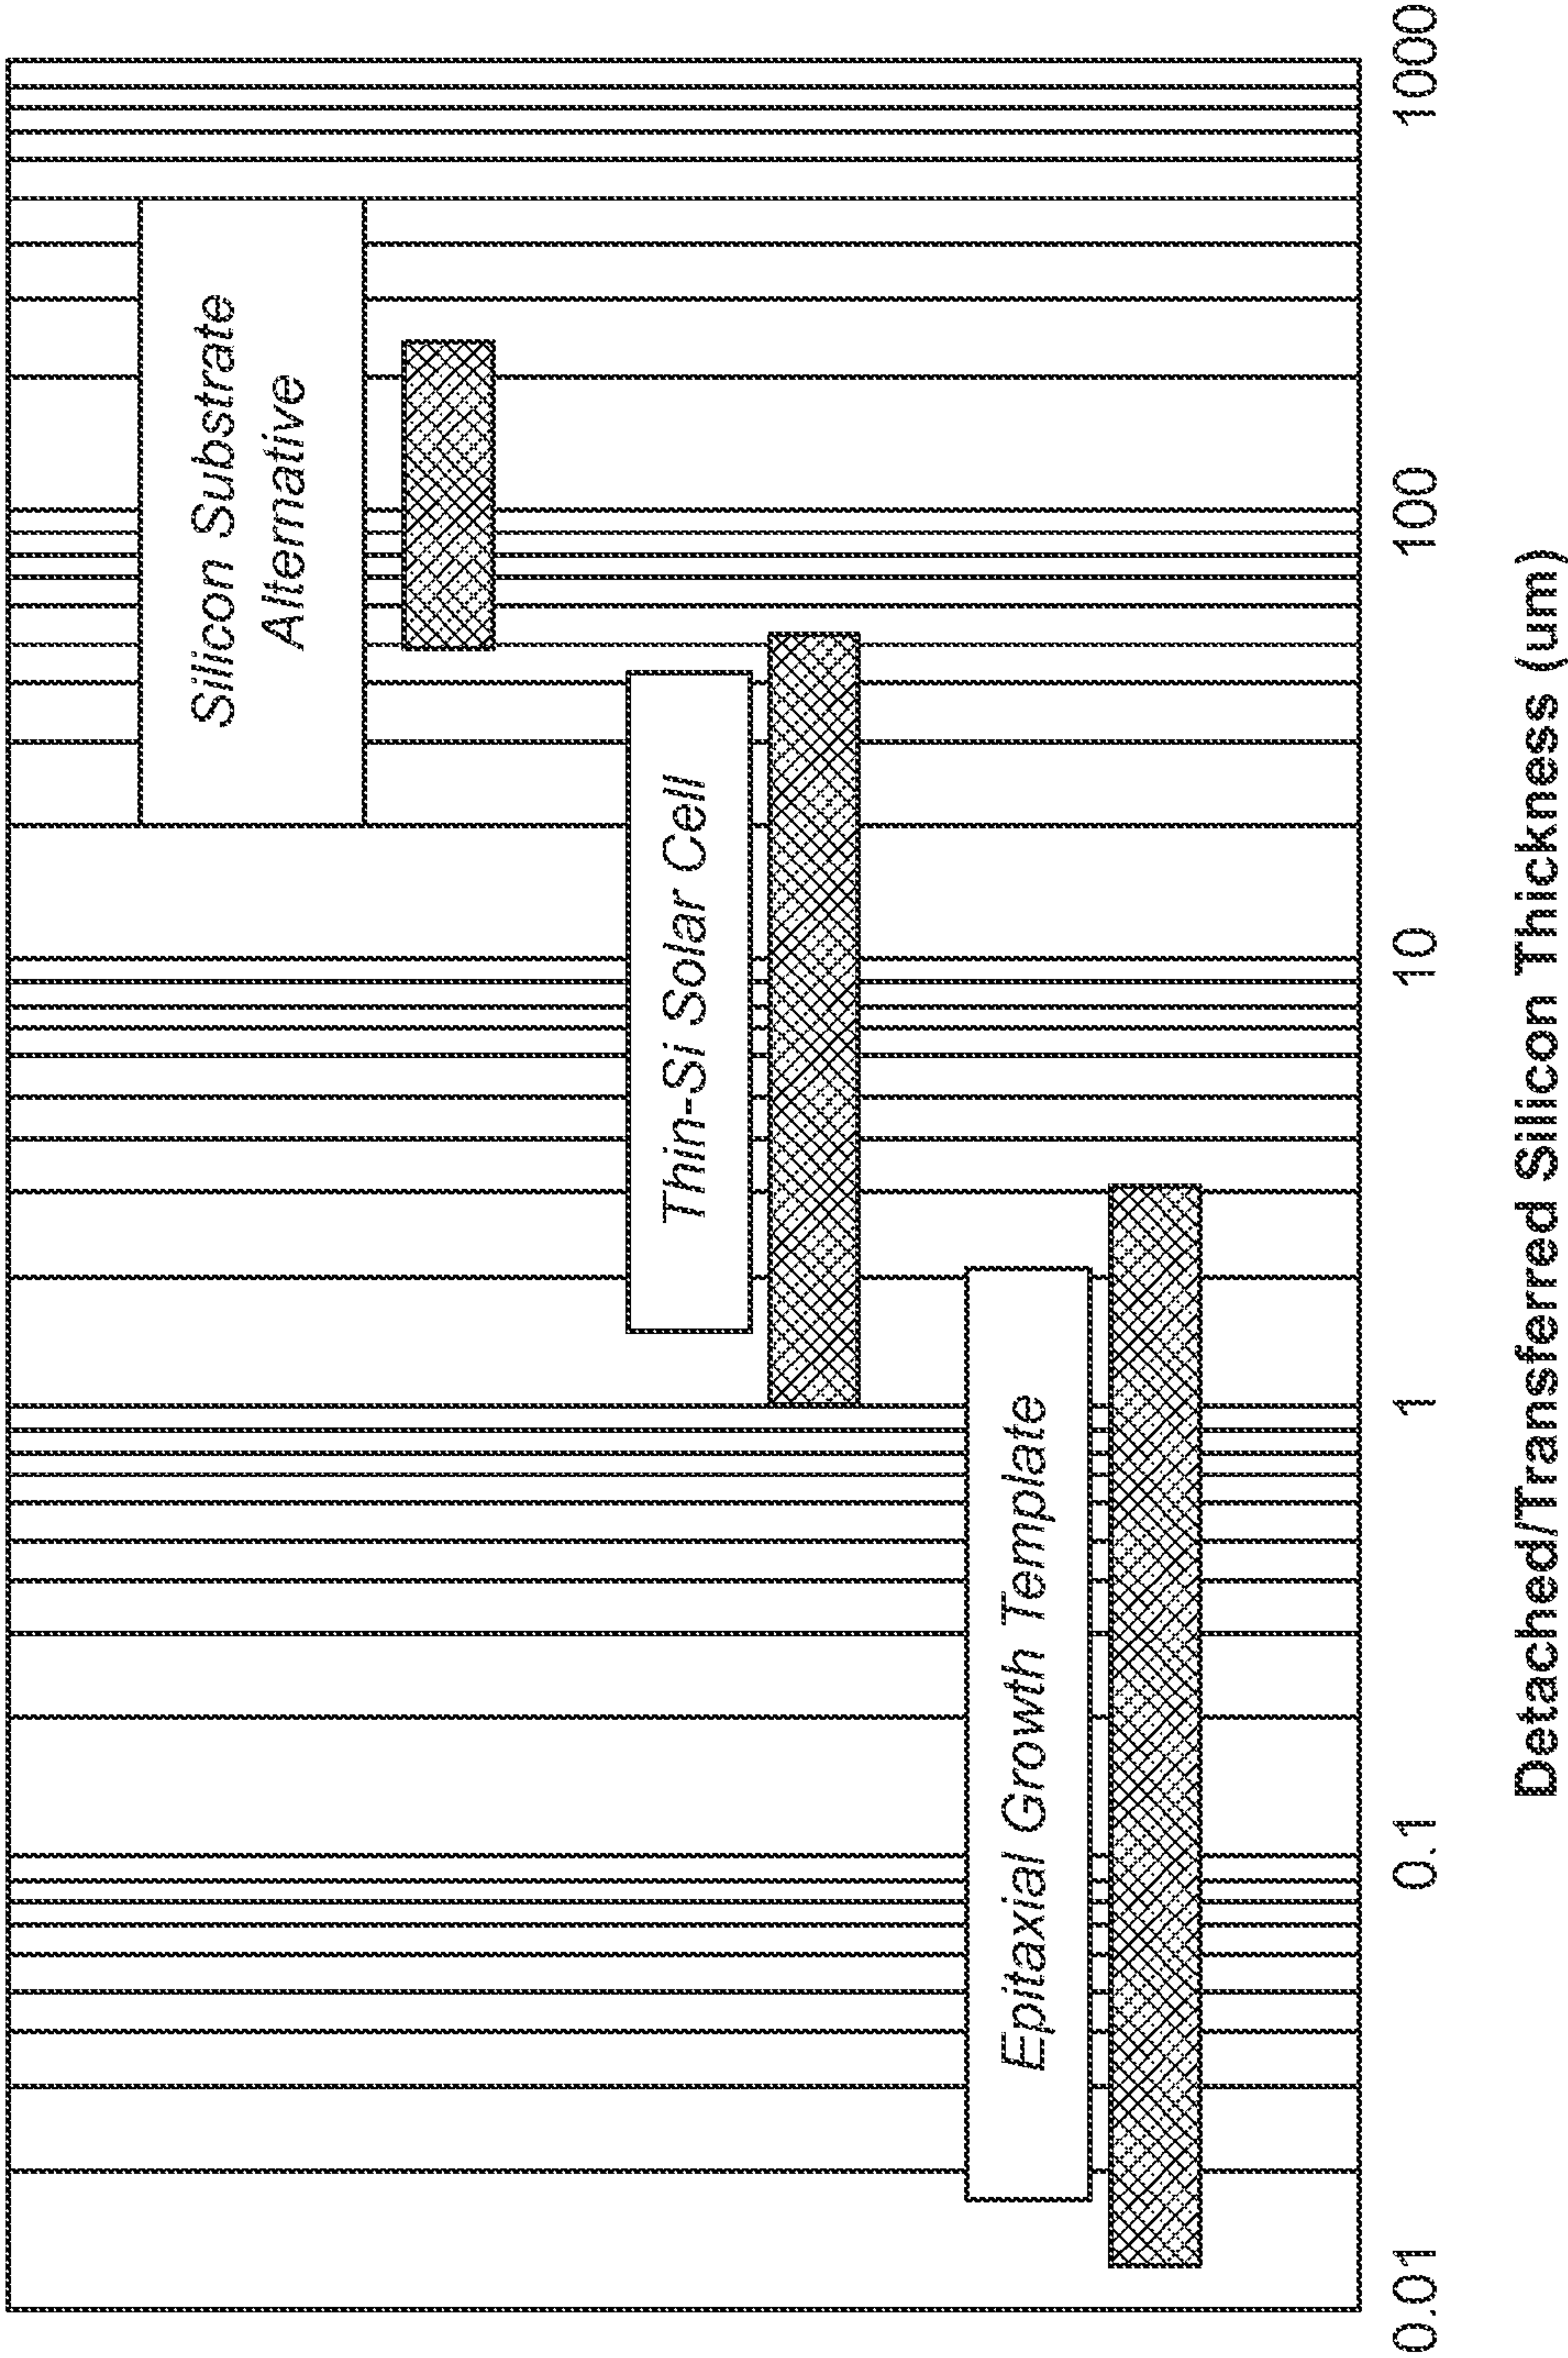 Silicon Substrate
Alternative
Thin-Si Solar Cell
Epitaxial Growth Template
0.01 0.1 1 10 100 1000
Detached/Transferred Silicon Thickness (um)